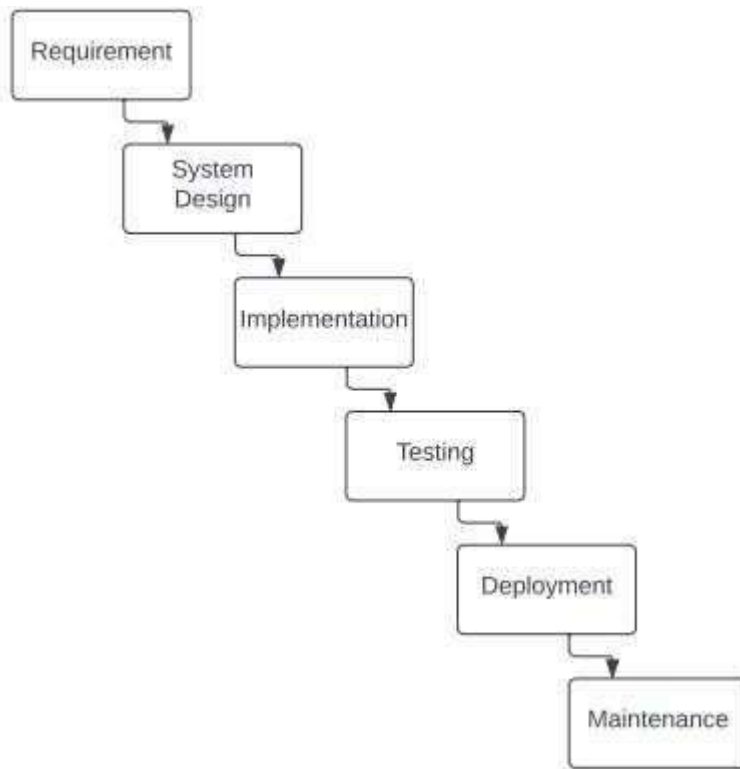 Requirement
System
Design
Implementation
Testing
Deployment
Maintenance